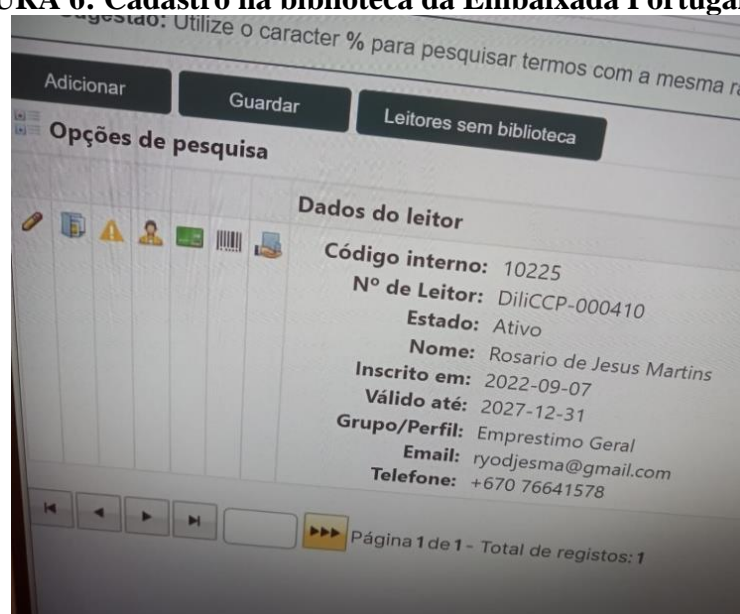 URA 6: Cadastro na biblioteca da Embaixada Portuga
Sugestão: Utilize o caracter % para pesquisar termos com a mesma ra
Adicionar
Guardar
Leitores sem biblioteca
Opções de pesquisa
Dados do leitor
Código interno: 10225
Nº de Leitor: DiliCCP-000410
Estado: Ativo
Nome: Rosario de Jesus Martins
Inscrito em: 2022-09-07
Válido até: 2027-12-31
Grupo/Perfil: Emprestimo Geral
Email: ryodjesma@gmail.com
Telefone: +670 76641578
Página 1 de 1 - Total de registos: 1